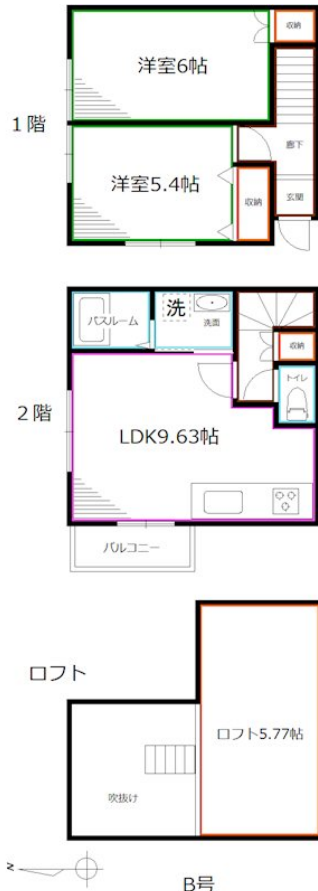 洋室6帖
収納
1階
廊下
洋室5.4帖
収納
玄関
バスルーム
洗
洗面
収納
トイレ
2階
LDK9.63帖
バルコニー
ロフト
ロフト5.77帖
吹抜け
N
B号